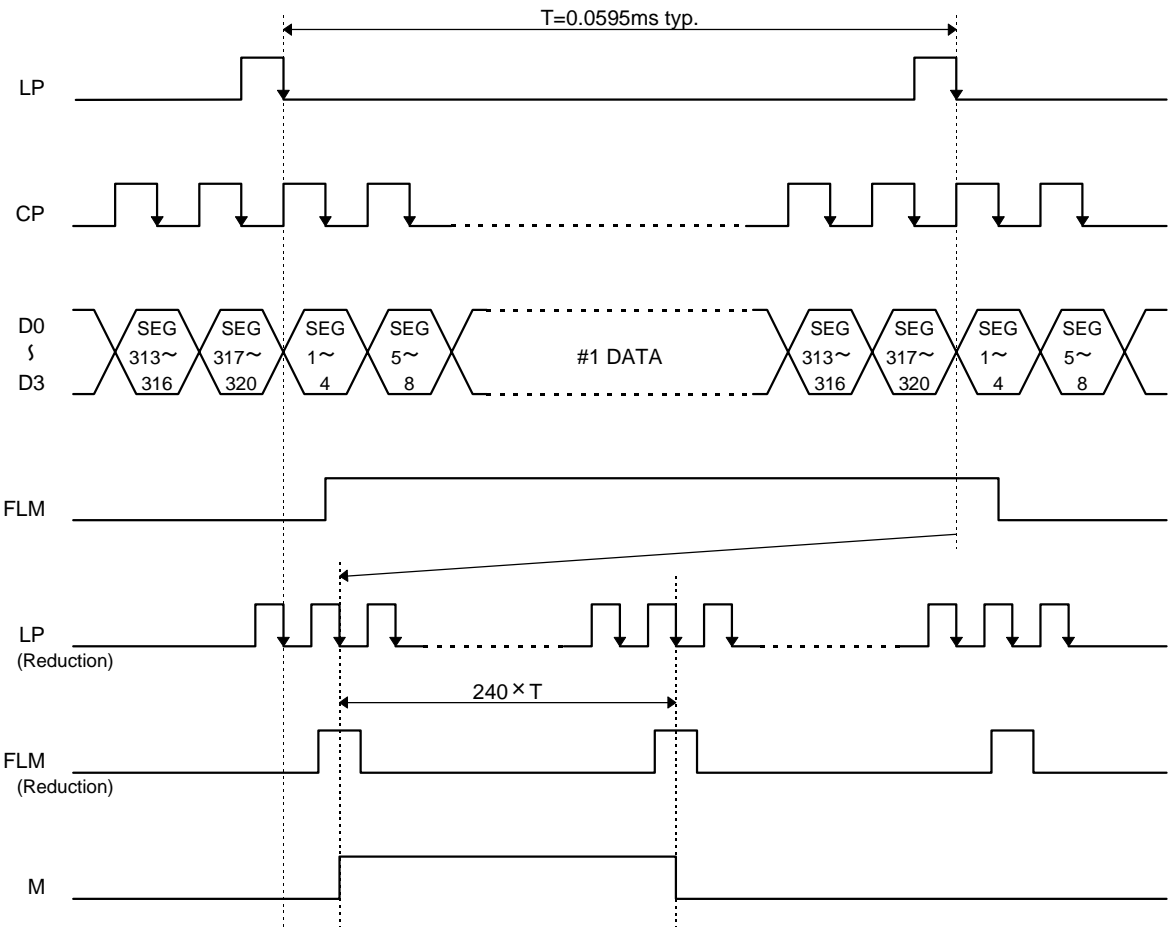 T=0.0595ms typ.
LP
CP
D0
~
D3
SEG
313~
316
SEG
317~
320
SEG
1~
4
SEG
5~
8
#1 DATA
SEG
313~
316
SEG
317~
320
SEG
1~
4
SEG
5~
8
FLM
LP
(Reduction)
240×T
FLM
(Reduction)
M